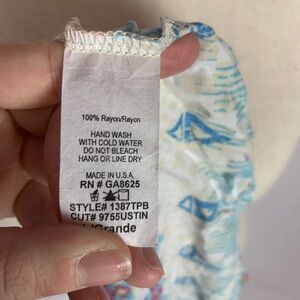 100% Rayon/Rayon
HAND WASH
WITH COLD WATER
DO NOT BLEACH
HANG OR LINE DRY
MADE IN U.S.A.
RN # GA8625
STYLE# 1387TPB
CUT# 9755USTIN
L/Grande